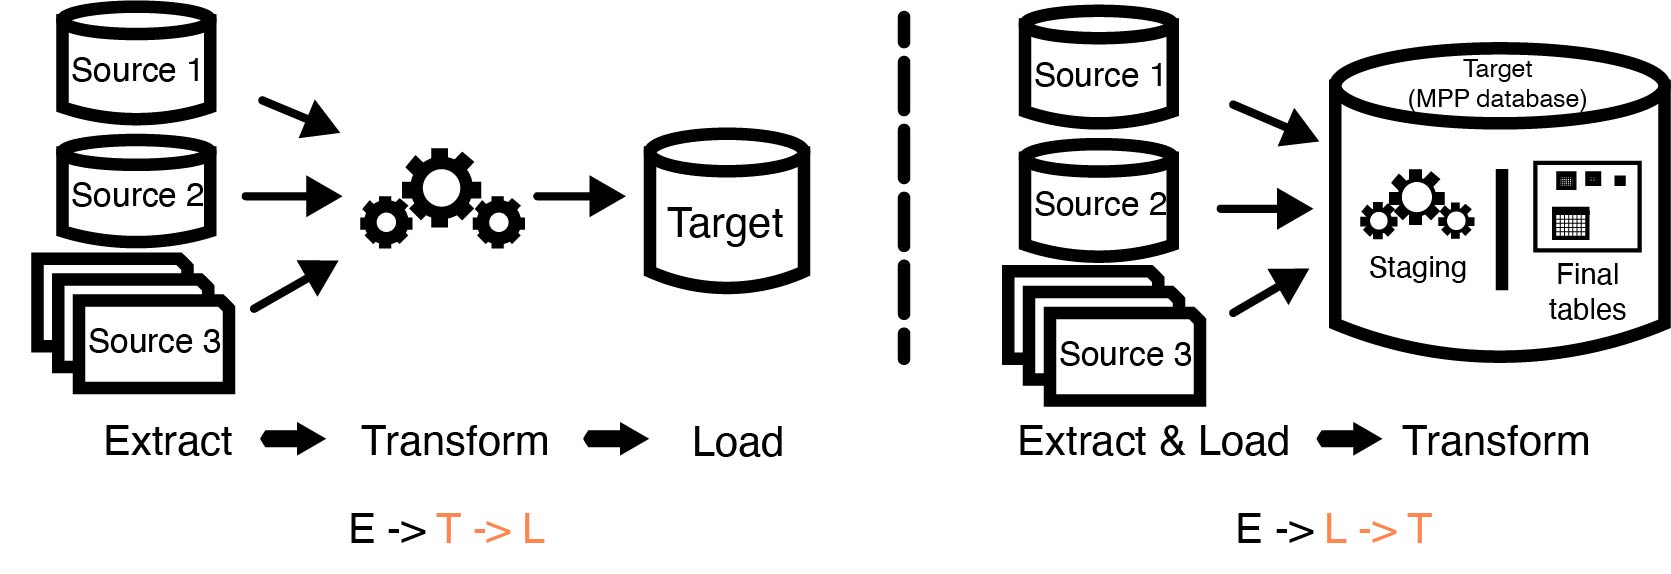 Source 1
Source 2
Source 3
Target
Extract
Transform
Load
E -> T -> L
Source 1
Source 2
Source 3
Target
(MPP database)
Staging
Final
tables
Extract & Load
Transform
E -> L -> T